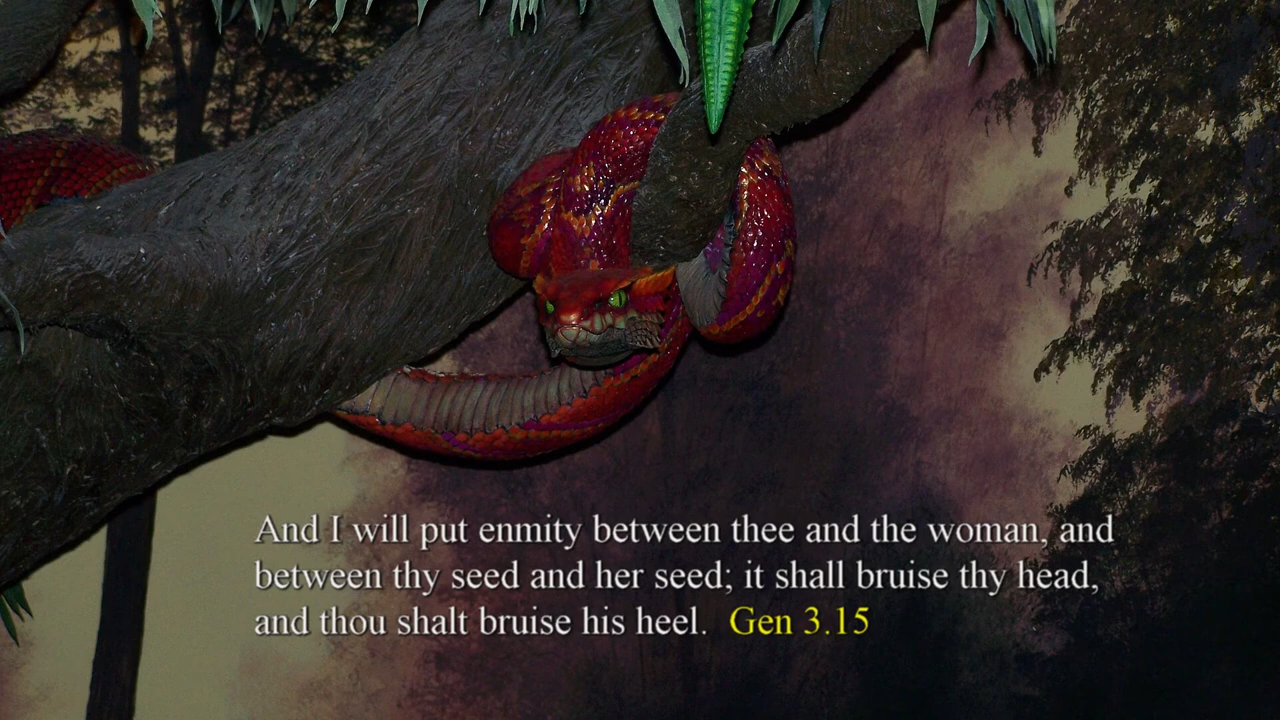 And I will put enmity between thee and the woman, and
between thy seed and her seed; it shall bruise thy head,
and thou shalt bruise his heel. Gen 3.15